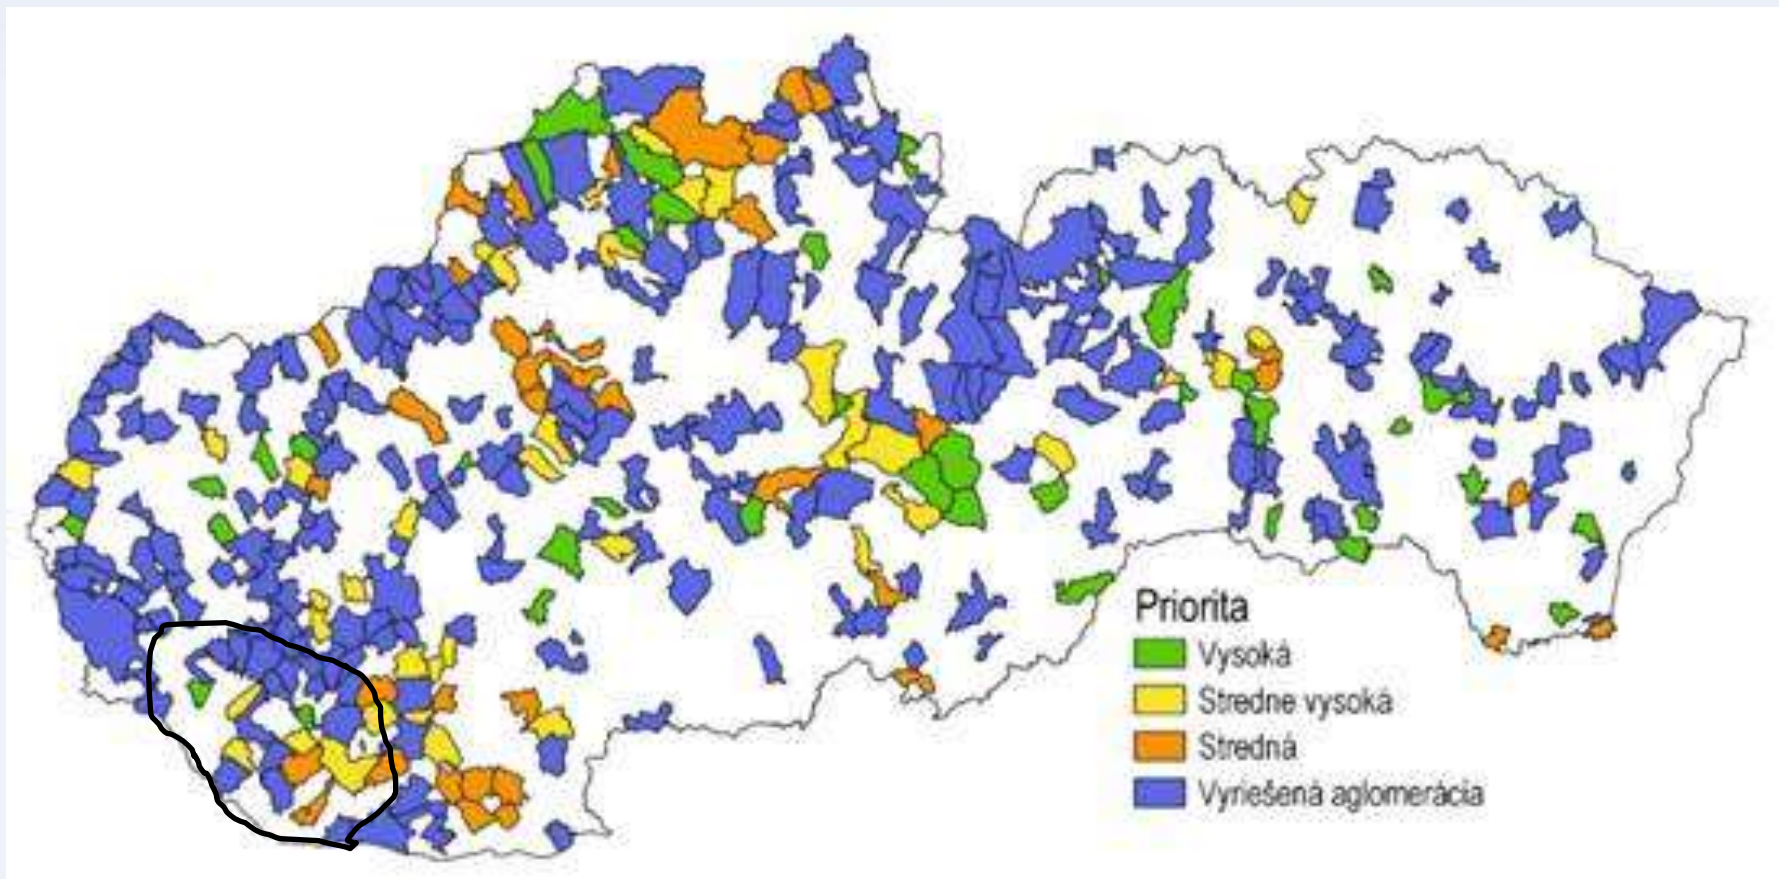 Priorita
Vysoká
Stredne vysoká
Stredná
Vyriešená aglomerácia